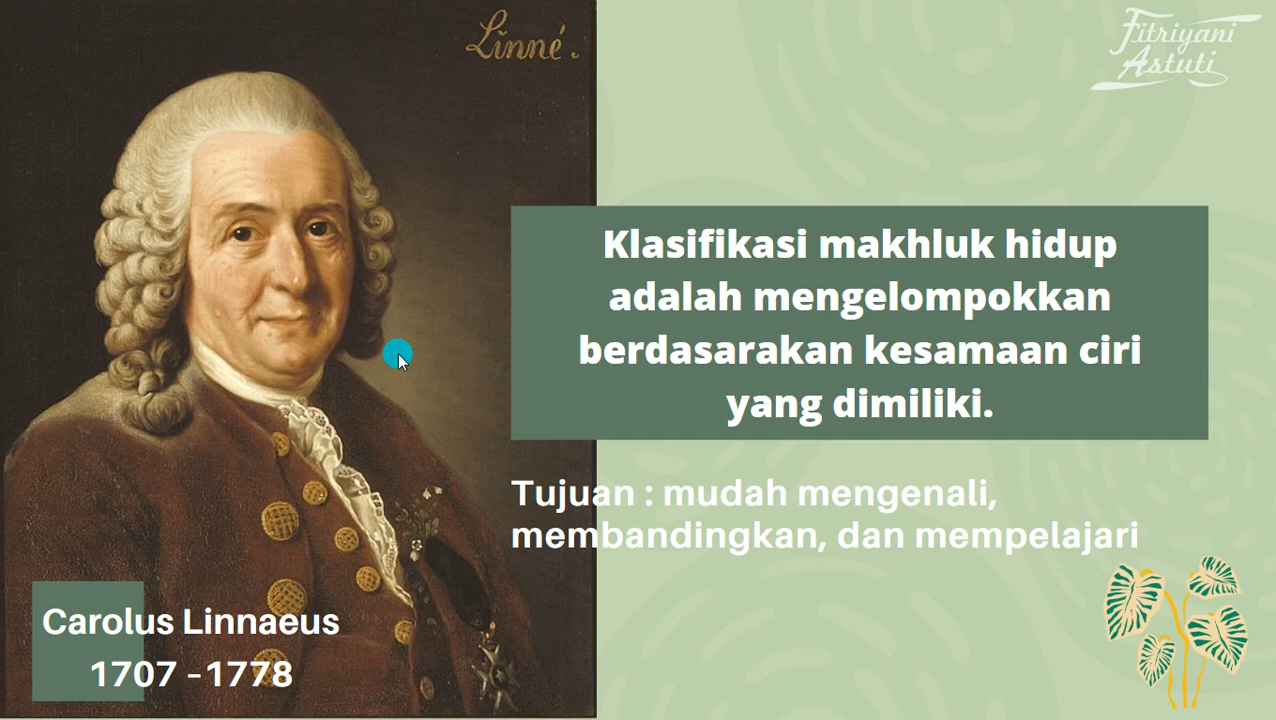 Linné.
Fitriyani
Astuti
Klasifikasi makhluk hidup
adalah mengelompokkan
berdasarakan kesamaan ciri
yang dimiliki.
Tujuan : mudah mengenali,
membandingkan, dan mempelajari
Carolus Linnaeus
1707 –1778